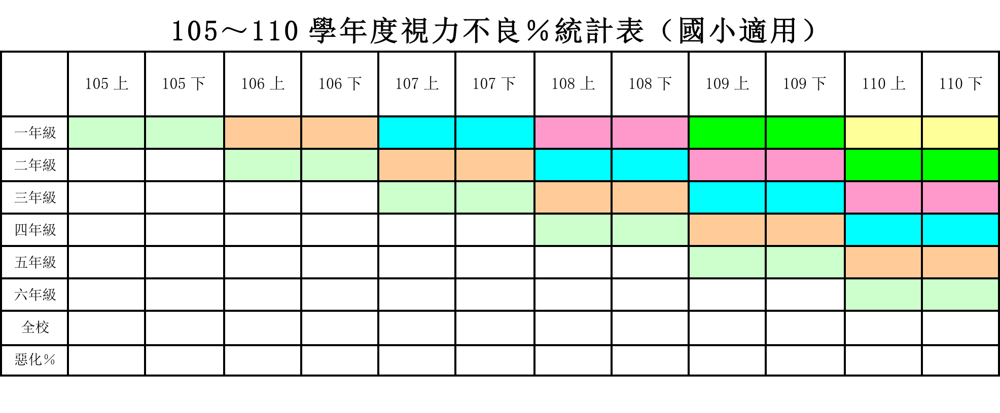 105～110 學年度視力不良％統計表（國小適用）
105 上 105 下 106 上 106 下 107 上 107 下 108 上 108 下 109 上 109 下 110 上 110 下
一年級
二年級
三年級
四年級
五年級
六年級
全校
惡化％